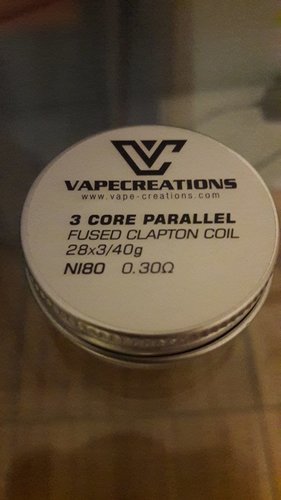 VAPECREATIONS
www.vape-creations.com
3 CORE PARALLEL
FUSED CLAPTON COIL
28x3/40g
NI80 0.30Ω